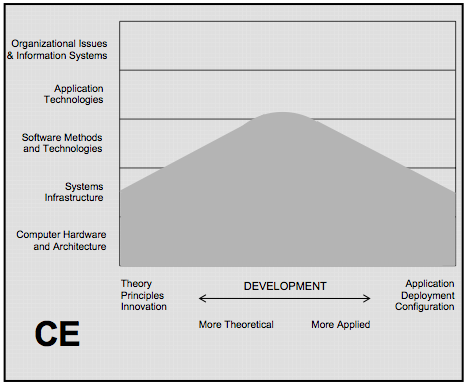 Organizational Issues
& Information Systems
Application
Technologies
Software Methods
and Technologies
Systems
Infrastructure
Computer Hardware
and Architecture
Theory
Principles
Innovation
DEVELOPMENT
Application
Deployment
Configuration
More Theoretical
More Applied
CE